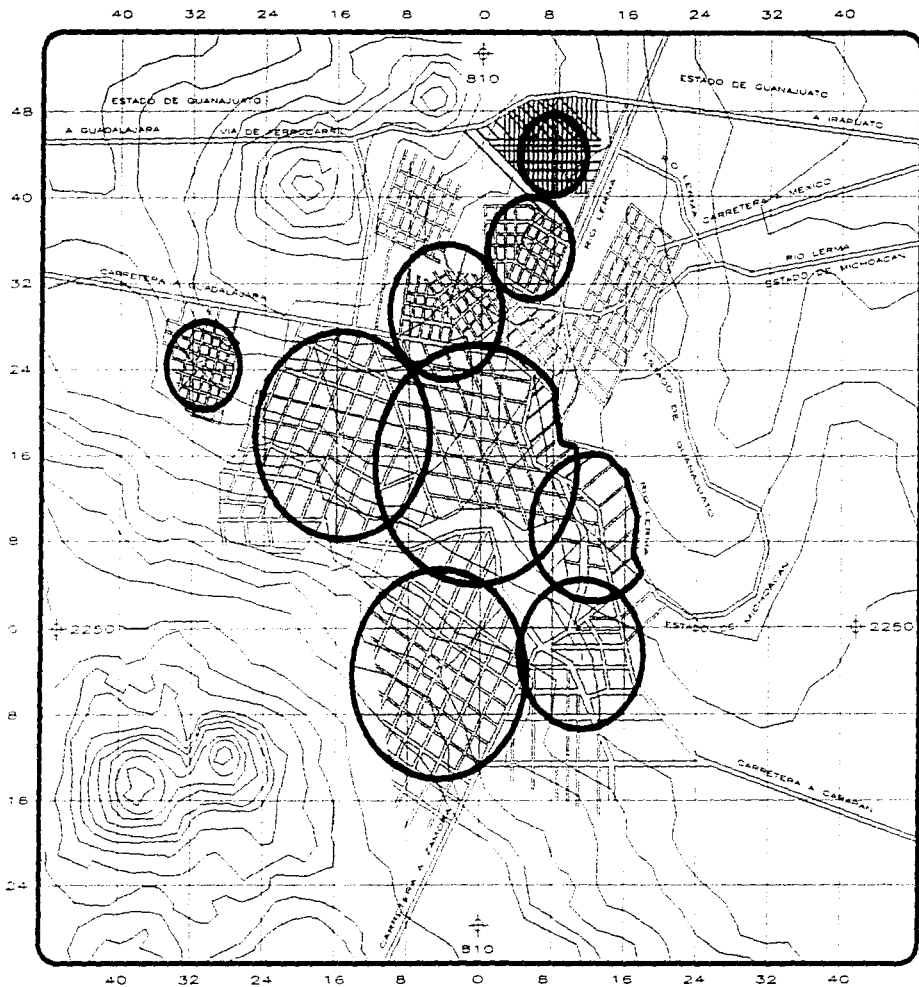 40 32 24 16 8 0 8 16 24 32 40
810
ESTADO DE GUANAJUATO
ESTADO DE GUANAJUATO
48
A GUADALAJARA
VIA DE FERROCARRIL
A IRAPUATO
RIO LERMA
RIO LERMA
CARRETERA A MEXICO
40
RIO LERMA
ESTADO DE MICHOACAN
32
CARRETERA A GUADALAJARA
24
ESTADO DE GUANAJUATO
16
RIO LERMA
8
ESTADO DE MICHOACAN
2250
2250
8
CARRETERA A CARAPAN
16
CARRETERA A ZAMORA
24
810
40 32 24 16 8 0 8 16 24 32 40